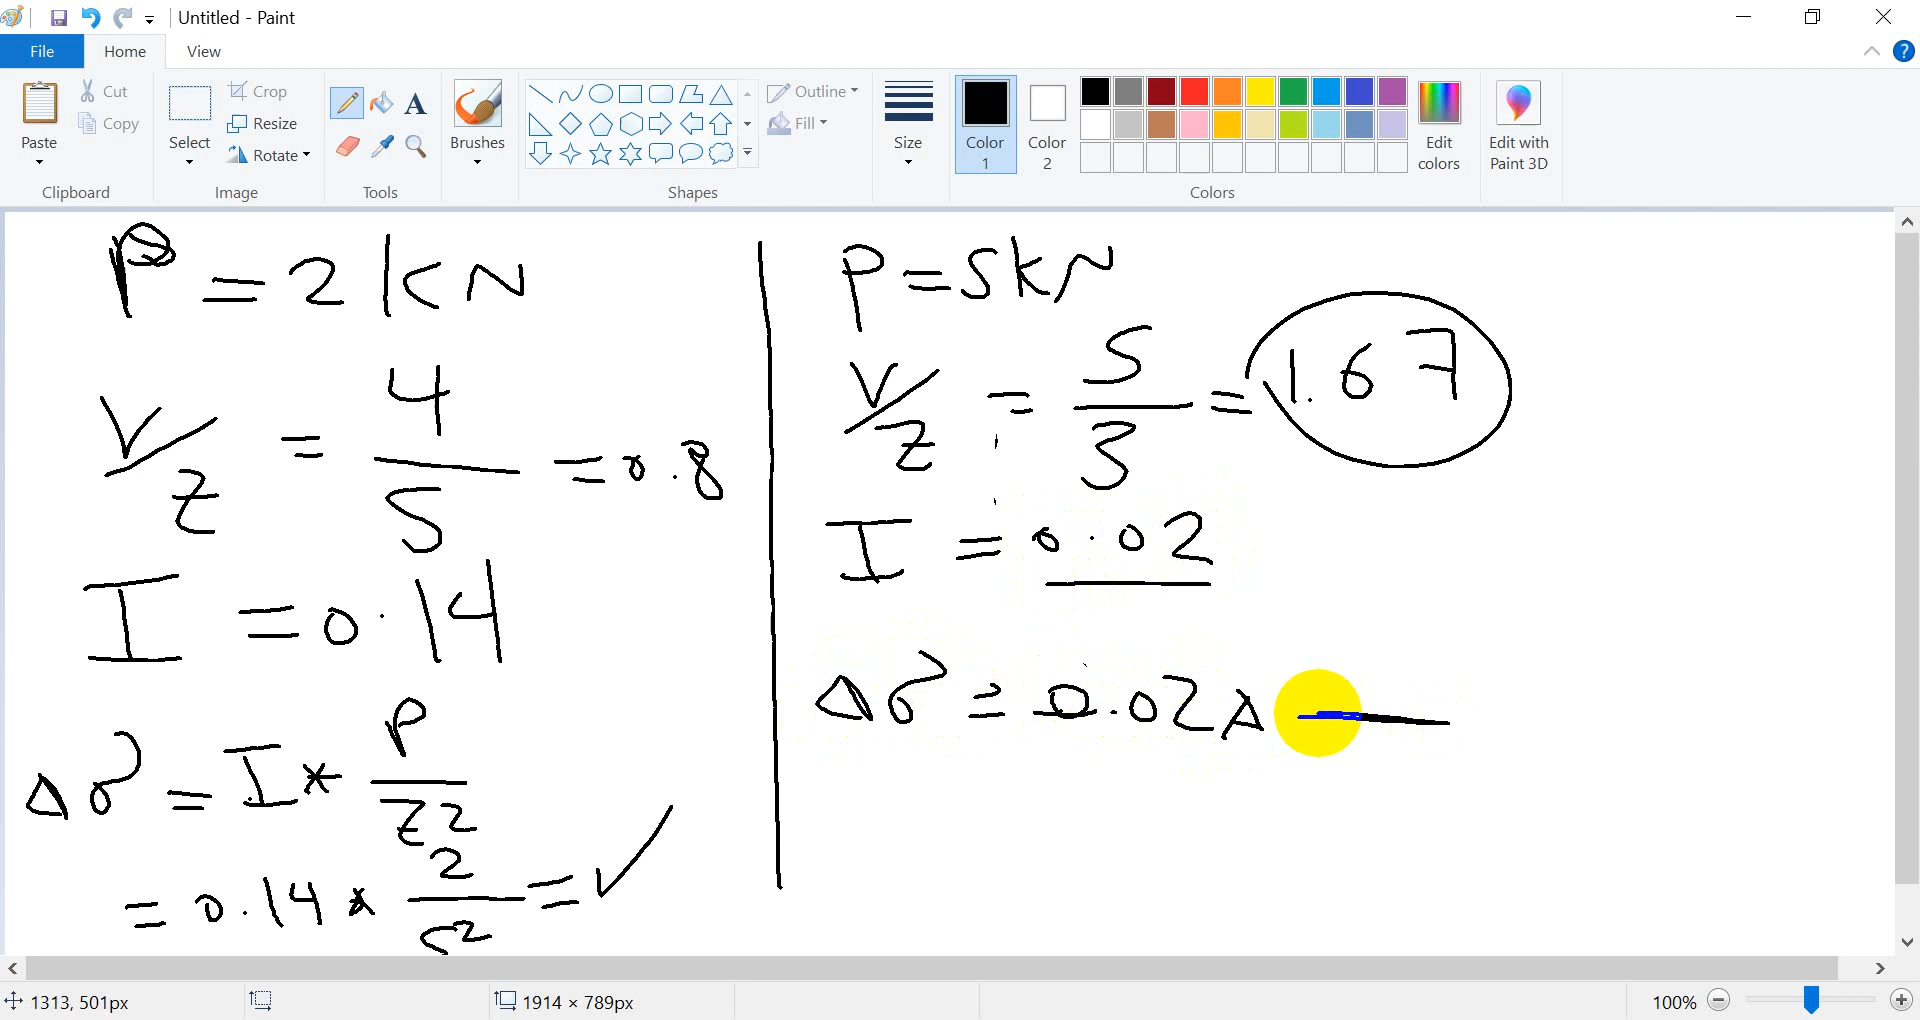 Untitled - Paint
File
Home
View
Paste
Cut
Copy
Clipboard
Select
Crop
Resize
Rotate
Image
A
Tools
Brushes
Shapes
Outline
Fill
Size
Color 1
Color 2
Colors
Edit colors
Edit with Paint 3D
P = 2 kN
V/Z = 4/5 = 0.8
I = 0.14
Δσ = I * P/Z2
= 0.14 * 2/5² = ✓
P = 5kN
V/Z = 5/3 = 1.67
I = 0.02
Δσ = 0.02
1313, 501px
1914 × 789px
100%